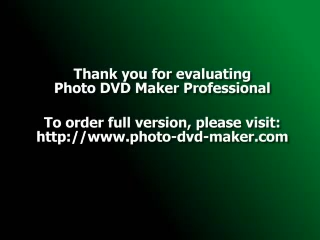 Thank you for evaluating
Photo DVD Maker Professional
To order full version, please visit:
http://www.photo-dvd-maker.com